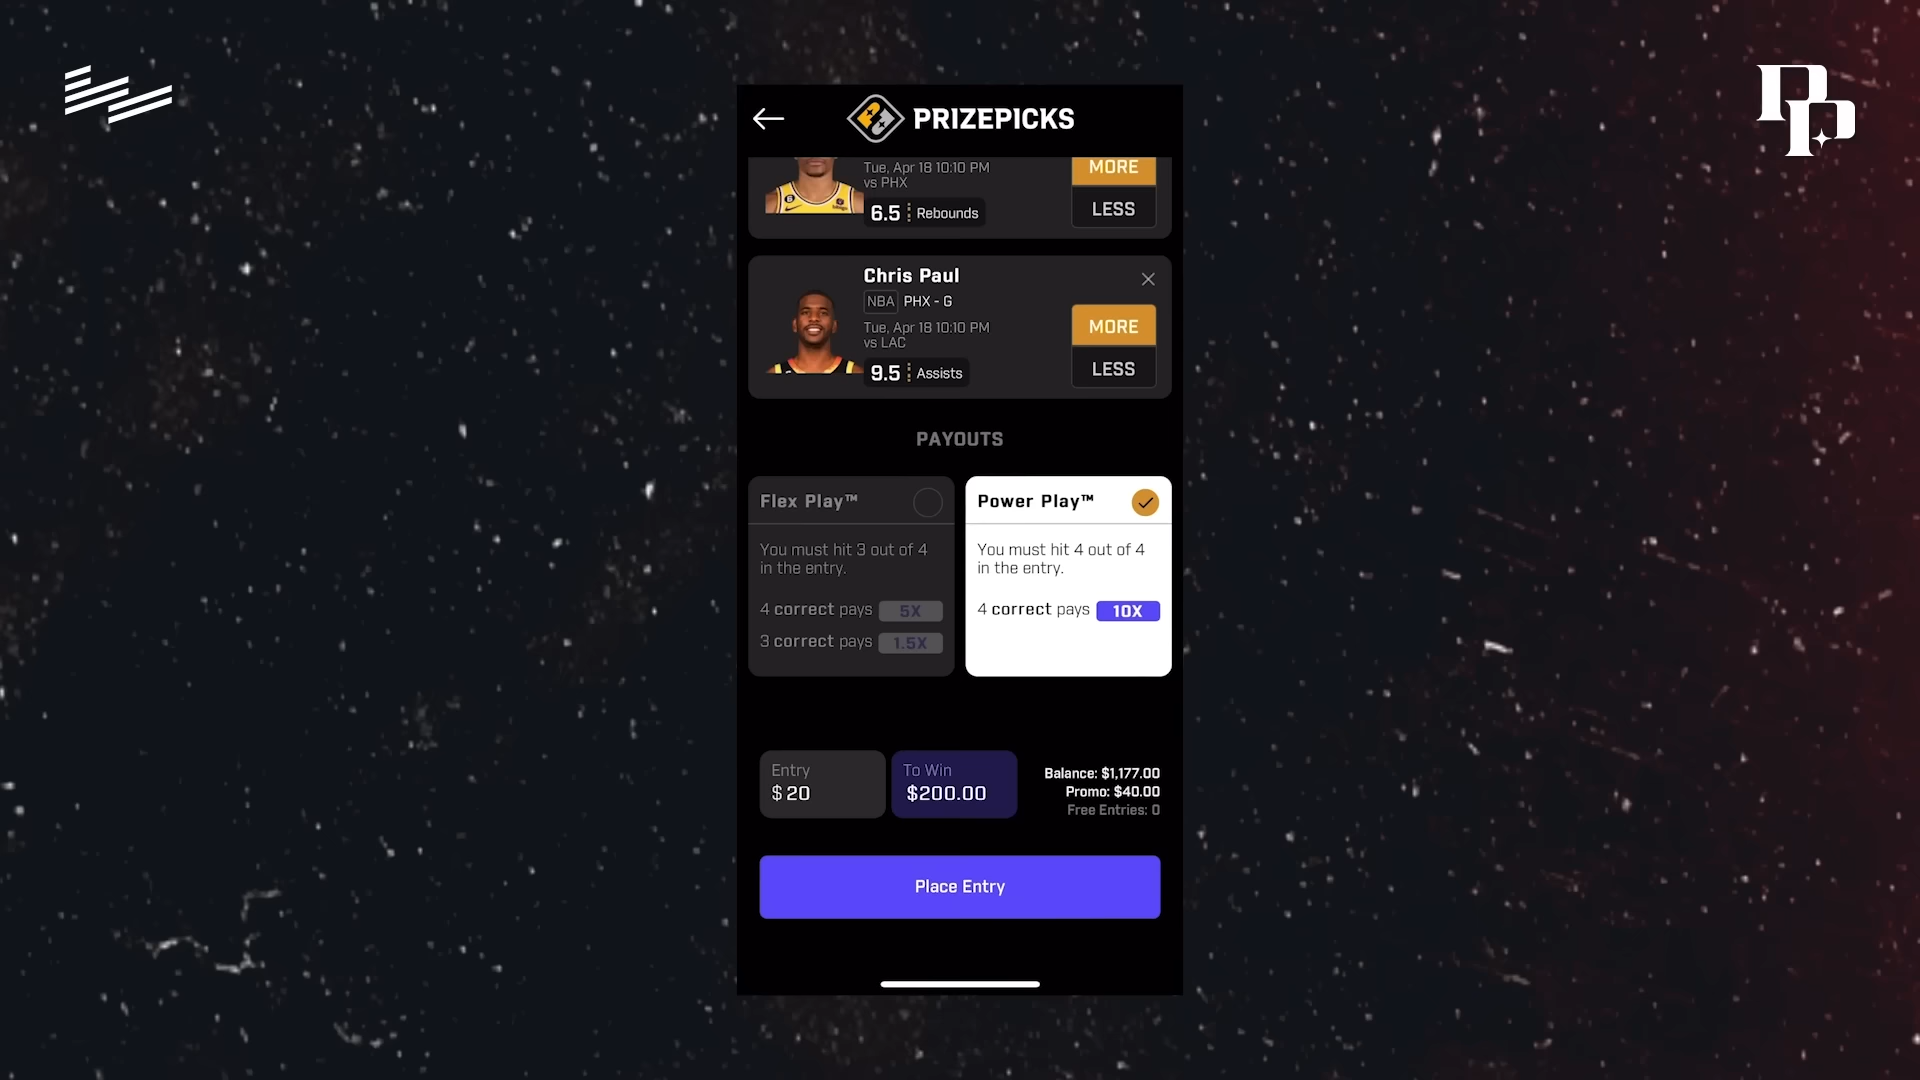 PRIZEPICKS
Tue, Apr 18 10:10 PM
vs PHX
6.5 Rebounds
MORE
LESS
Chris Paul
NBA PHX - G
Tue, Apr 18 10:10 PM
vs LAC
9.5 Assists
MORE
LESS
PAYOUTS
Flex Play™
You must hit 3 out of 4
in the entry.
4 correct pays 5X
3 correct pays 1.5X
Power Play™
You must hit 4 out of 4
in the entry.
4 correct pays 10X
Entry
$ 20
To Win
$200.00
Balance: $1,177.00
Promo: $40.00
Free Entries: 0
Place Entry
PP